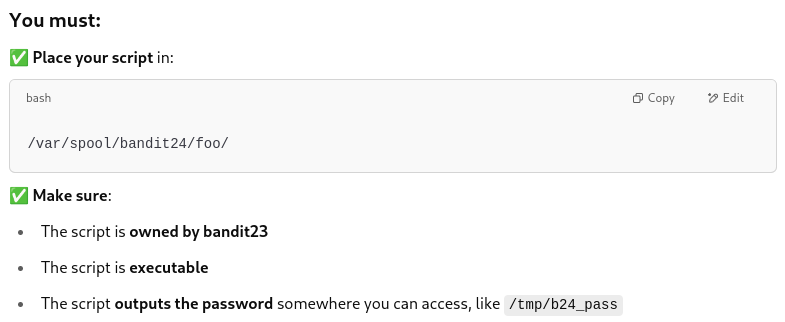 You must:
✅ Place your script in:
bash
Copy
Edit
/var/spool/bandit24/foo/
✅ Make sure:
• The script is owned by bandit23
• The script is executable
• The script outputs the password somewhere you can access, like /tmp/b24_pass